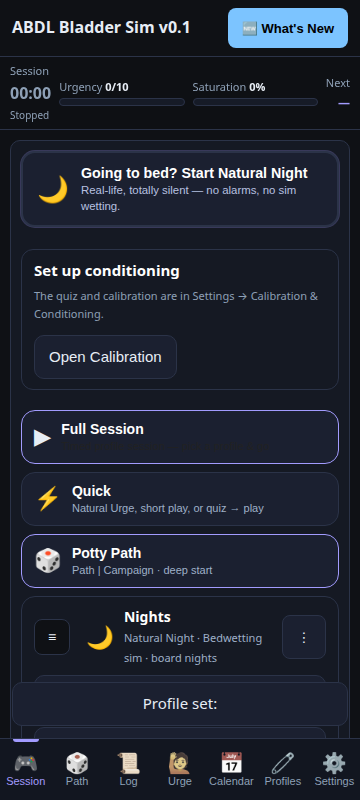 ABDL Bladder Sim v0.1
🆕 What's New
Session
00:00
Stopped
Urgency 0/10
Saturation 0%
Next
—
Going to bed? Start Natural Night
Real-life, totally silent — no alarms, no sim
wetting.
Set up conditioning
The quiz and calibration are in Settings → Calibration &
Conditioning.
Open Calibration
Full Session
Quick
Natural Urge, short play, or quiz → play
Potty Path
Path | Campaign · deep start
Nights
Natural Night · Bedwetting
sim · board nights
Profile set:
Session
Path
Log
Urge
Calendar
Profiles
Settings